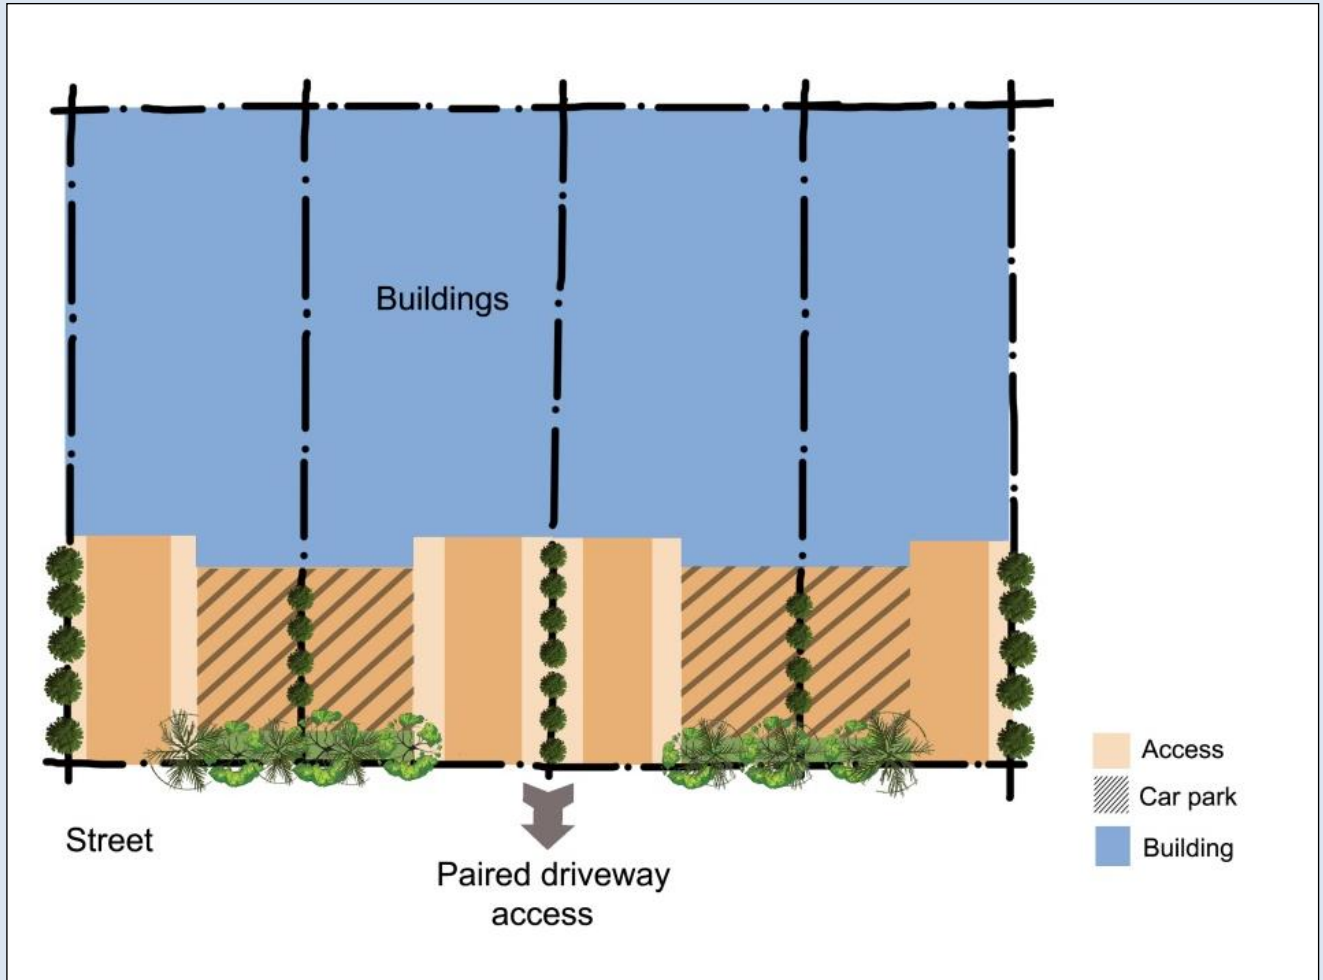 Buildings
Access
Car park
Building
Street
Paired driveway
access